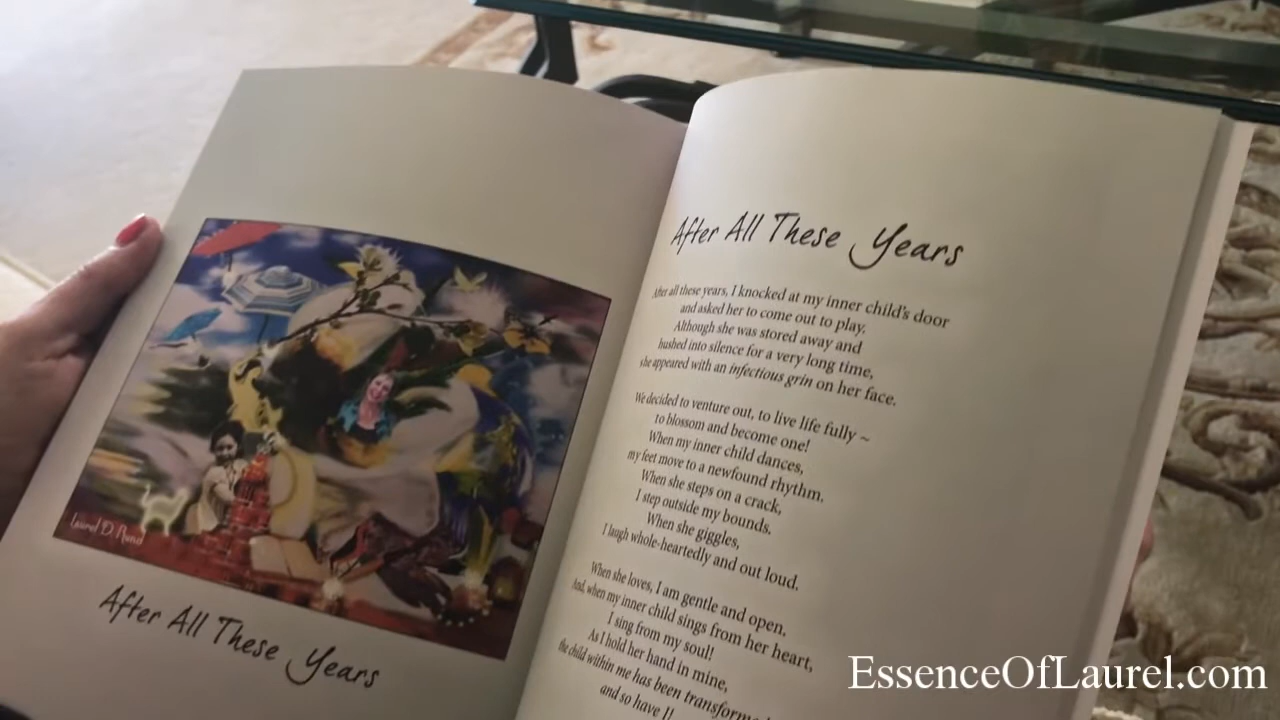 Laurel D. Rund
After All These Years
After All These Years
After all these years, I knocked at my inner child's door
and asked her to come out to play.
Although she was stored away and
hushed into silence for a very long time,
she appeared with an infectious grin on her face.
We decided to venture out, to live life fully ~
to blossom and become one!
When my inner child dances,
my feet move to a newfound rhythm.
When she steps on a crack,
I step outside my bounds.
When she giggles,
I laugh whole-heartedly and out loud.
When she loves, I am gentle and open.
And, when my inner child sings from her heart,
I sing from my soul!
As I hold her hand in mine,
the child within me has been transformed
and so have I!
EssenceOfLaurel.com